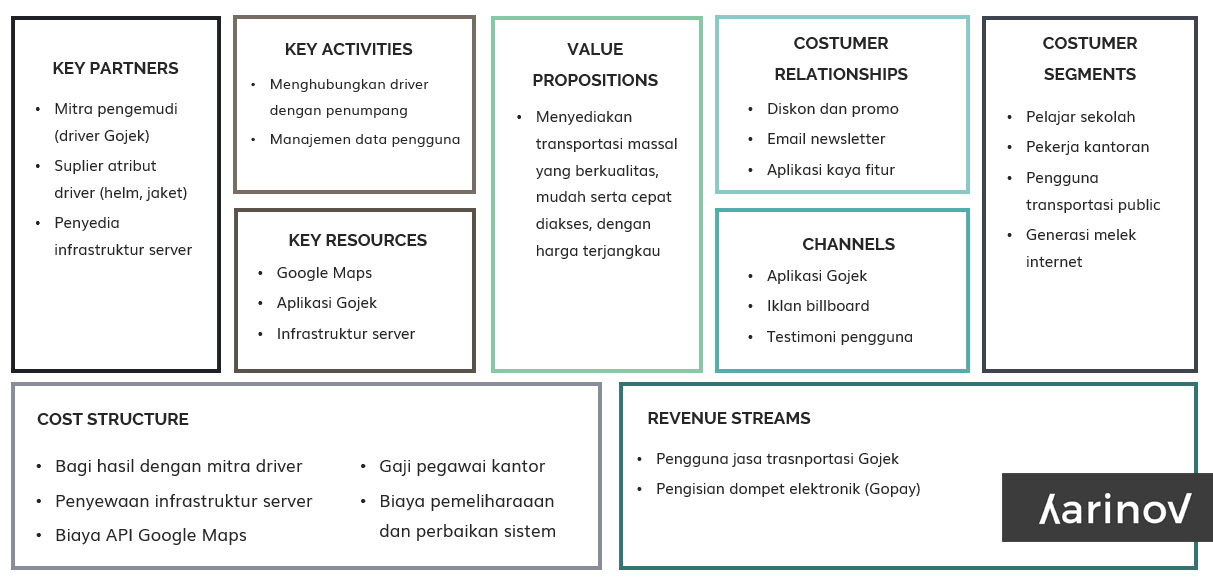 KEY PARTNERS
• Mitra pengemudi
(driver Gojek)
• Suplier atribut
driver (helm, jaket)
• Penyedia
infrastruktur server
KEY ACTIVITIES
• Menghubungkan driver
dengan penumpang
• Manajemen data pengguna
KEY RESOURCES
• Google Maps
• Aplikasi Gojek
• Infrastruktur server
VALUE
PROPOSITIONS
• Menyediakan
transportasi massal
yang berkualitas,
mudah serta cepat
diakses, dengan
harga terjangkau
COSTUMER
RELATIONSHIPS
• Diskon dan promo
• Email newsletter
• Aplikasi kaya fitur
CHANNELS
• Aplikasi Gojek
• Iklan billboard
• Testimoni pengguna
COSTUMER
SEGMENTS
• Pelajar sekolah
• Pekerja kantoran
• Pengguna
transportasi public
• Generasi melek
internet
COST STRUCTURE
• Bagi hasil dengan mitra driver
• Penyewaan infrastruktur server
• Biaya API Google Maps
• Gaji pegawai kantor
• Biaya pemeliharaaan
dan perbaikan sistem
REVENUE STREAMS
• Pengguna jasa trasnportasi Gojek
• Pengisian dompet elektronik (Gopay)
Yarinov